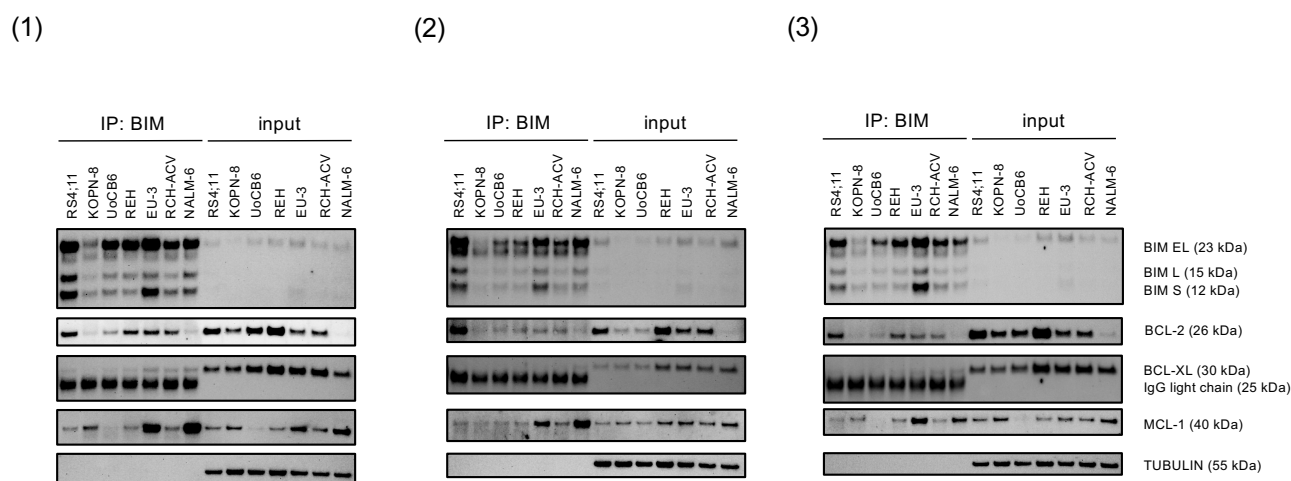 (1) (2) (3)
IP: BIM input IP: BIM input IP: BIM input
RS4;11 KOPN-8 UoCB6 REH EU-3 RCH-ACV NALM-6 RS4;11 KOPN-8 UoCB6 REH EU-3 RCH-ACV NALM-6
RS4;11 KOPN-8 UoCB6 REH EU-3 RCH-ACV NALM-6 RS4;11 KOPN-8 UoCB6 REH EU-3 RCH-ACV NALM-6
RS4;11 KOPN-8 UoCB6 REH EU-3 RCH-ACV NALM-6 RS4;11 KOPN-8 UoCB6 REH EU-3 RCH-ACV NALM-6
BIM EL (23 kDa)
BIM L (15 kDa)
BIM S (12 kDa)
BCL-2 (26 kDa)
BCL-XL (30 kDa)
IgG light chain (25 kDa)
MCL-1 (40 kDa)
TUBULIN (55 kDa)